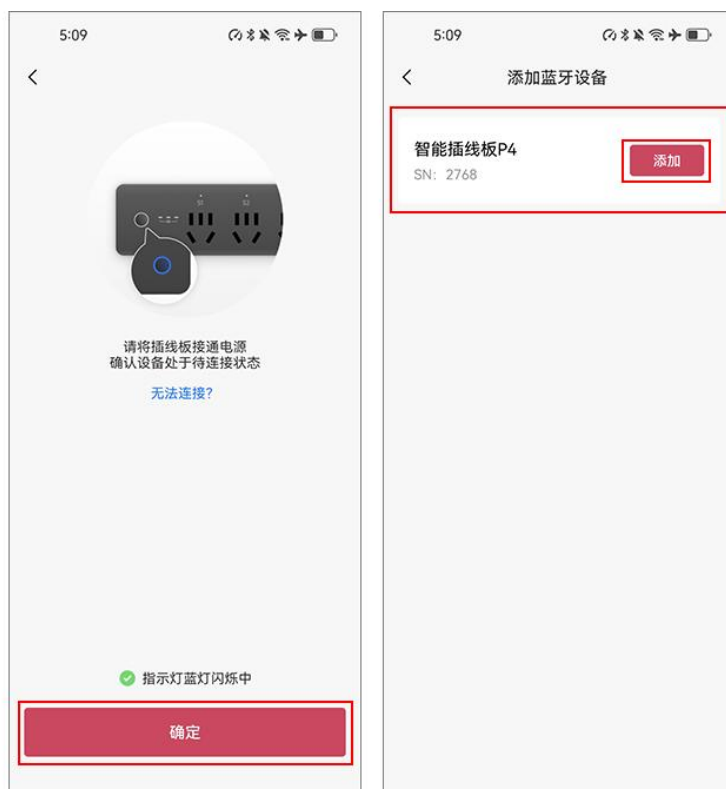 5:09
S1 S2
请将插线板接通电源
确认设备处于待连接状态
无法连接？
指示灯蓝灯闪烁中
确定
5:09
添加蓝牙设备
智能插线板P4
添加
SN：2768